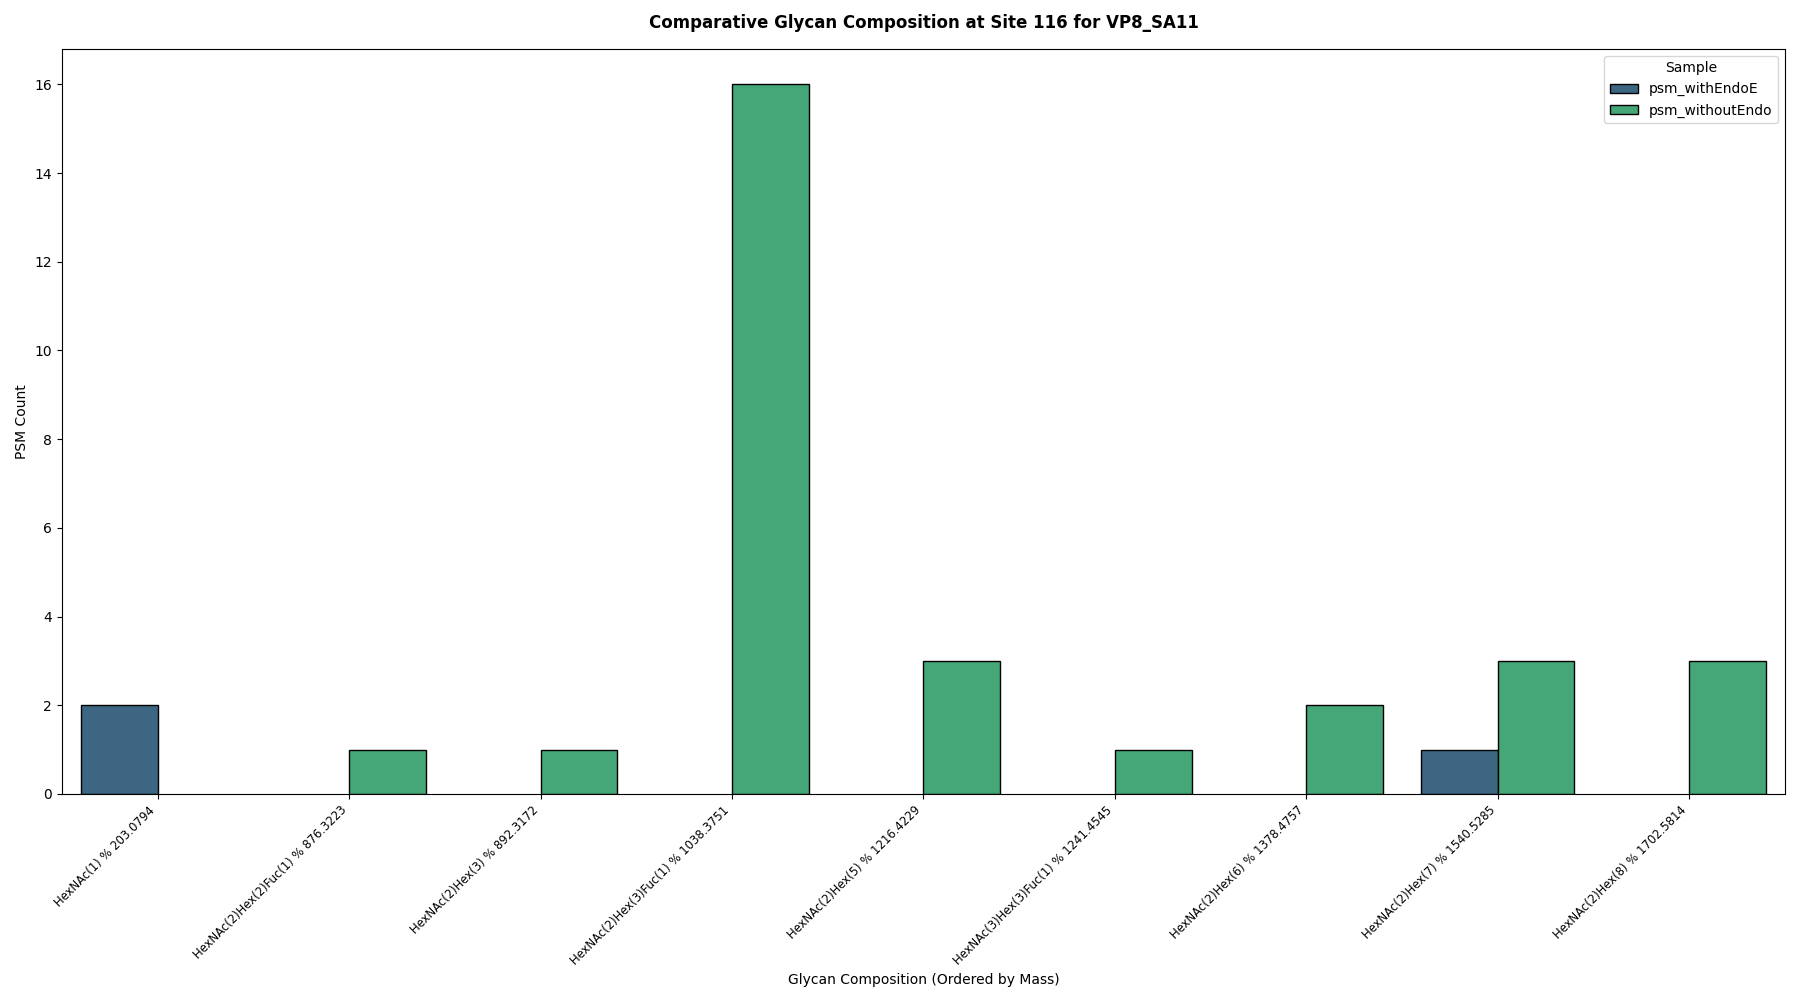 Comparative Glycan Composition at Site 116 for VP8_SA11
Sample
psm_withEndoE
psm_withoutEndo
PSM Count
16
14
12
10
8
6
4
2
0
HexNAc(1) % 203.0794
HexNAc(2)Hex(2)Fuc(1) % 876.3223
HexNAc(2)Hex(3) % 892.3172
HexNAc(2)Hex(3)Fuc(1) % 1038.3751
HexNAc(2)Hex(5) % 1216.4229
HexNAc(3)Hex(3)Fuc(1) % 1241.4545
HexNAc(2)Hex(6) % 1378.4757
HexNAc(2)Hex(7) % 1540.5285
HexNAc(2)Hex(8) % 1702.5814
Glycan Composition (Ordered by Mass)